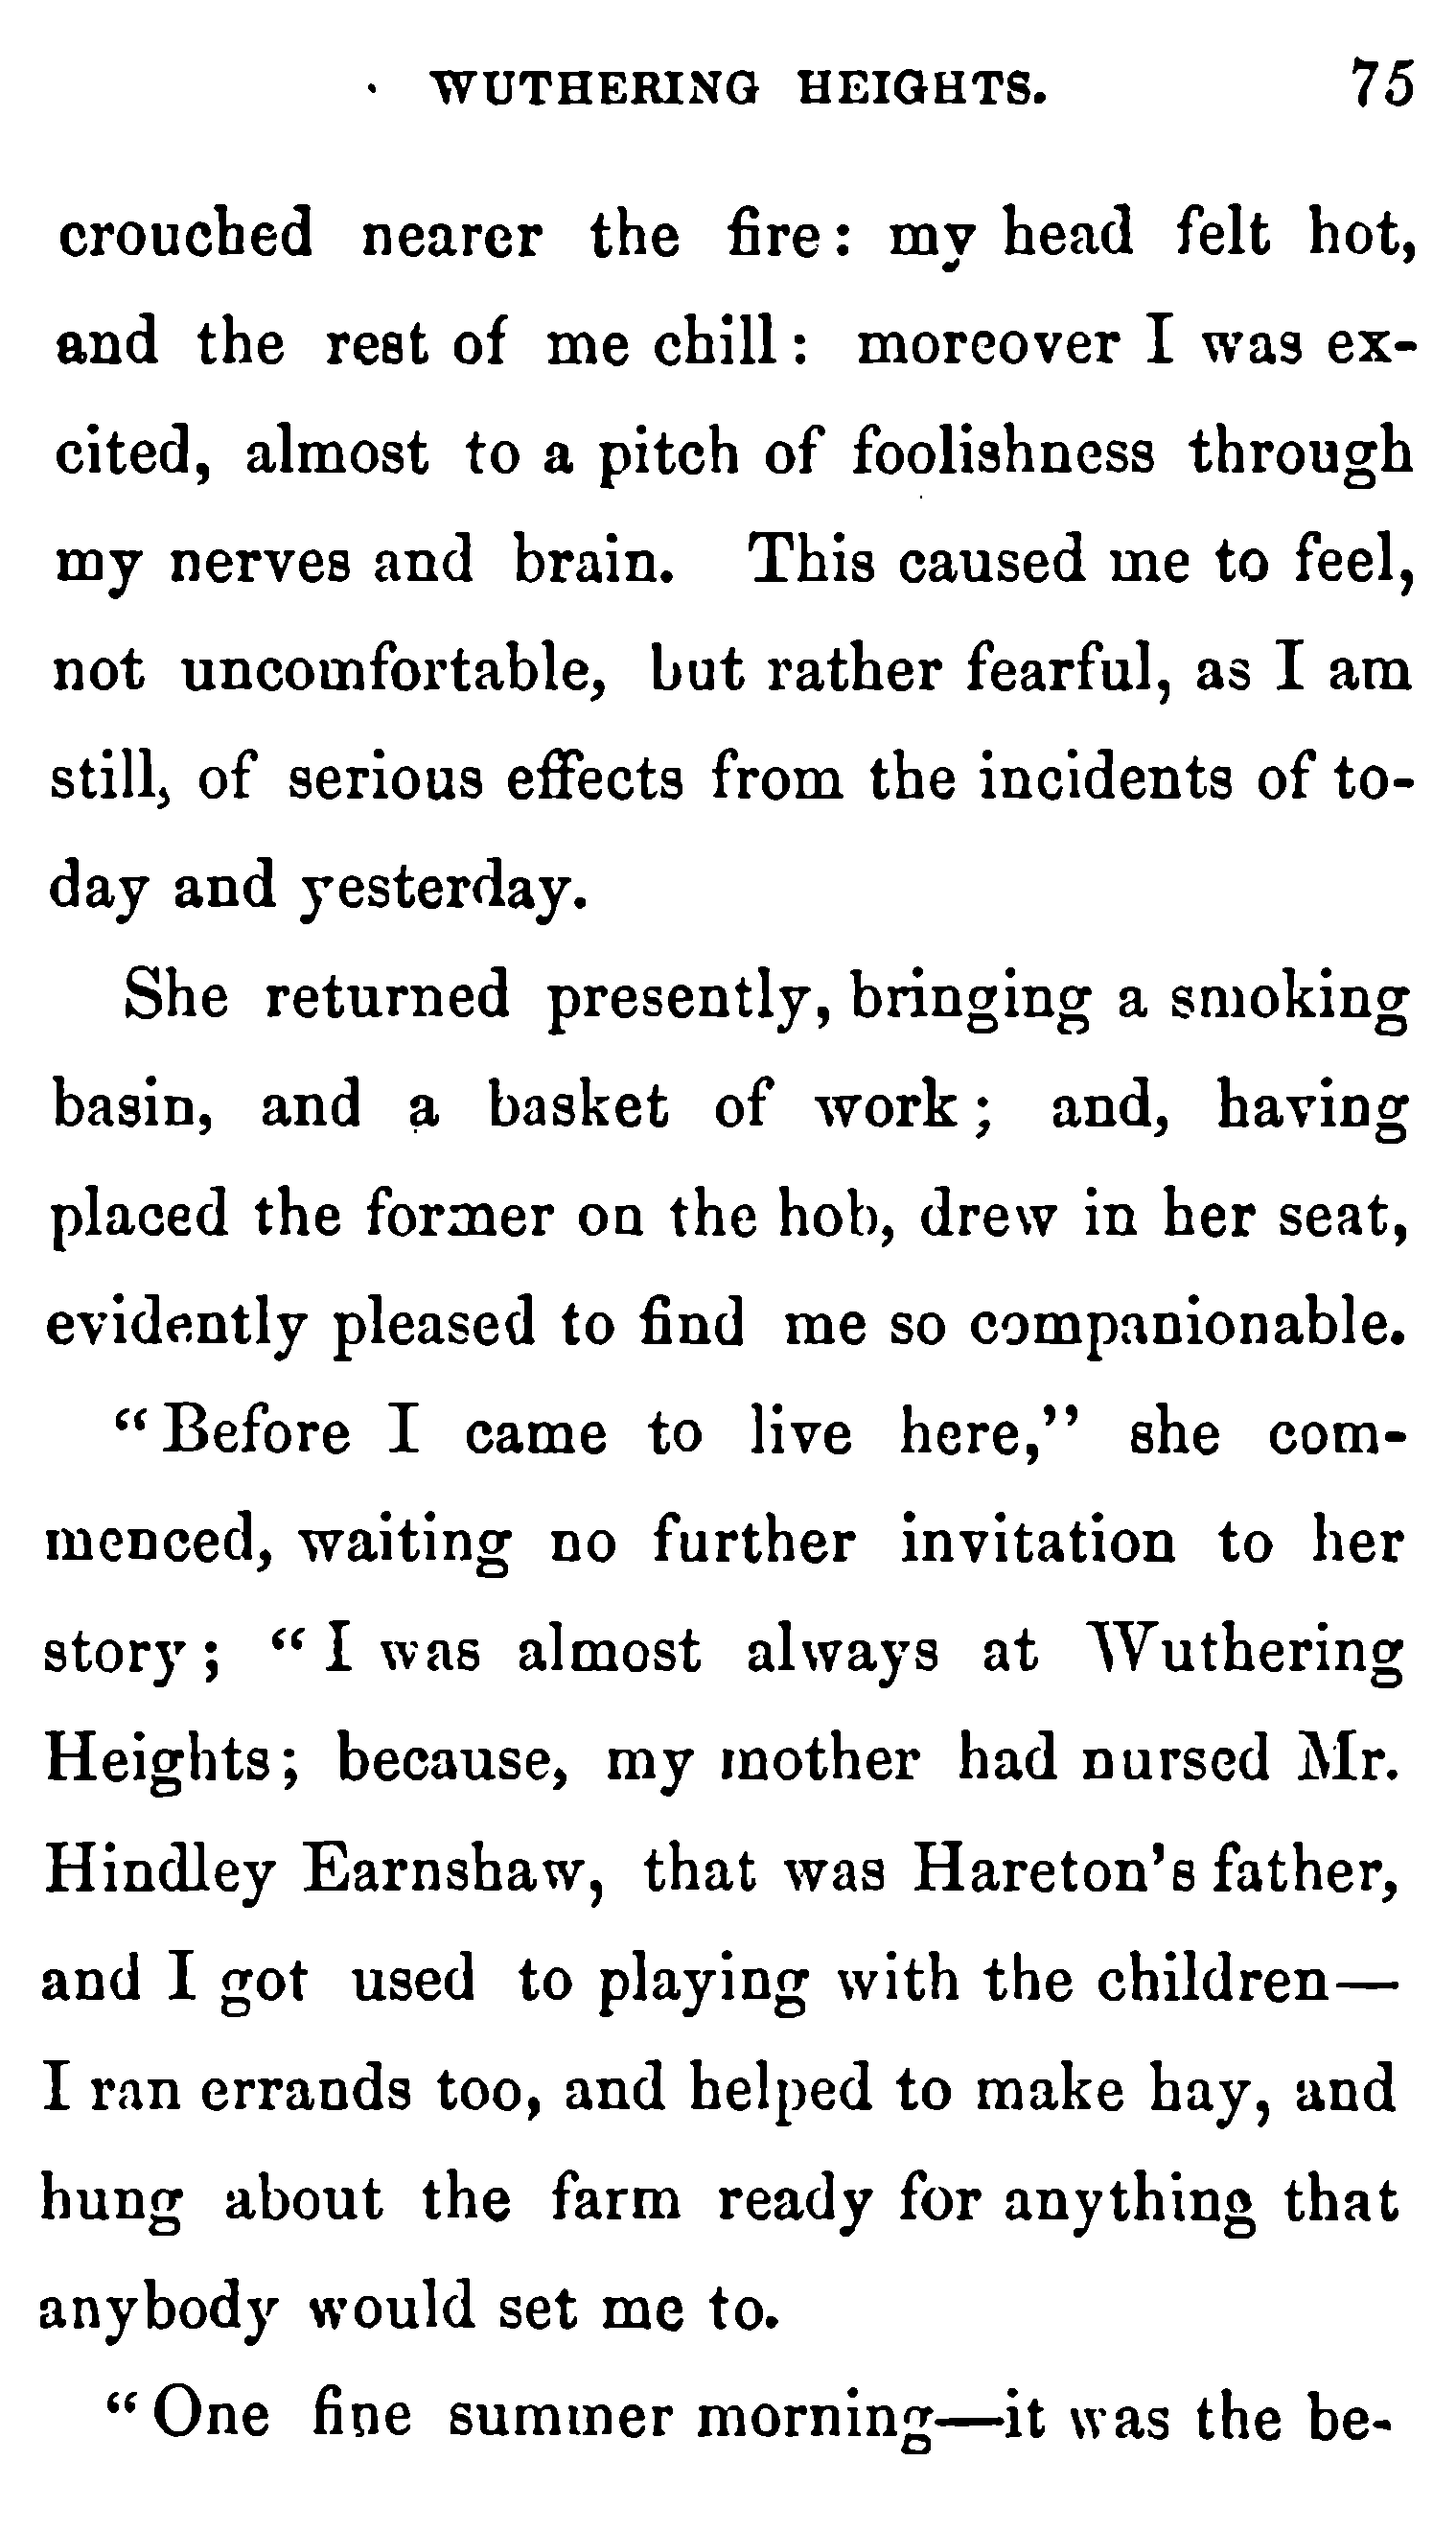 WUTHERING HEIGHTS. 75
crouched nearer the fire: my head felt hot,
and the rest of me chill: moreover I was ex-
cited, almost to a pitch of foolishness through
my nerves and brain. This caused me to feel,
not uncomfortable, but rather fearful, as I am
still, of serious effects from the incidents of to-
day and yesterday.
She returned presently, bringing a smoking
basin, and a basket of work; and, having
placed the former on the hob, drew in her seat,
evidently pleased to find me so companionable.
"Before I came to live here," she com-
menced, waiting no further invitation to her
story; "I was almost always at Wuthering
Heights; because, my mother had nursed Mr.
Hindley Earnshaw, that was Hareton's father,
and I got used to playing with the children—
I ran errands too, and helped to make hay, and
hung about the farm ready for anything that
anybody would set me to.
"One fine summer morning—it was the be-